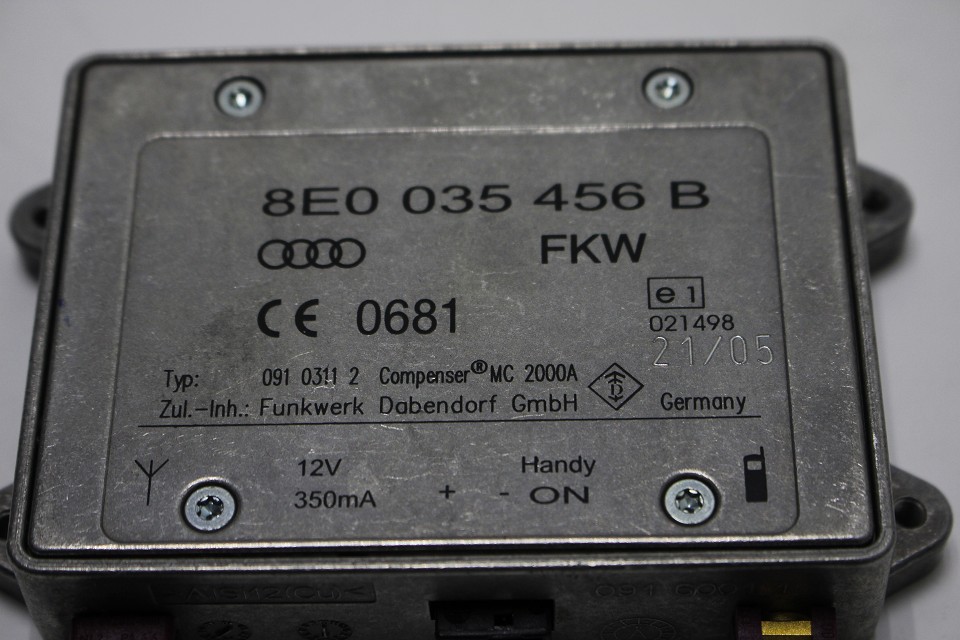 8E0 035 456 B
FKW
CE 0681
e1
021498
21/05
Typ: 091 0311 2 Compenser® MC 2000A
Zul.-Inh.: Funkwerk Dabendorf GmbH Germany
12V Handy
350mA + - ON